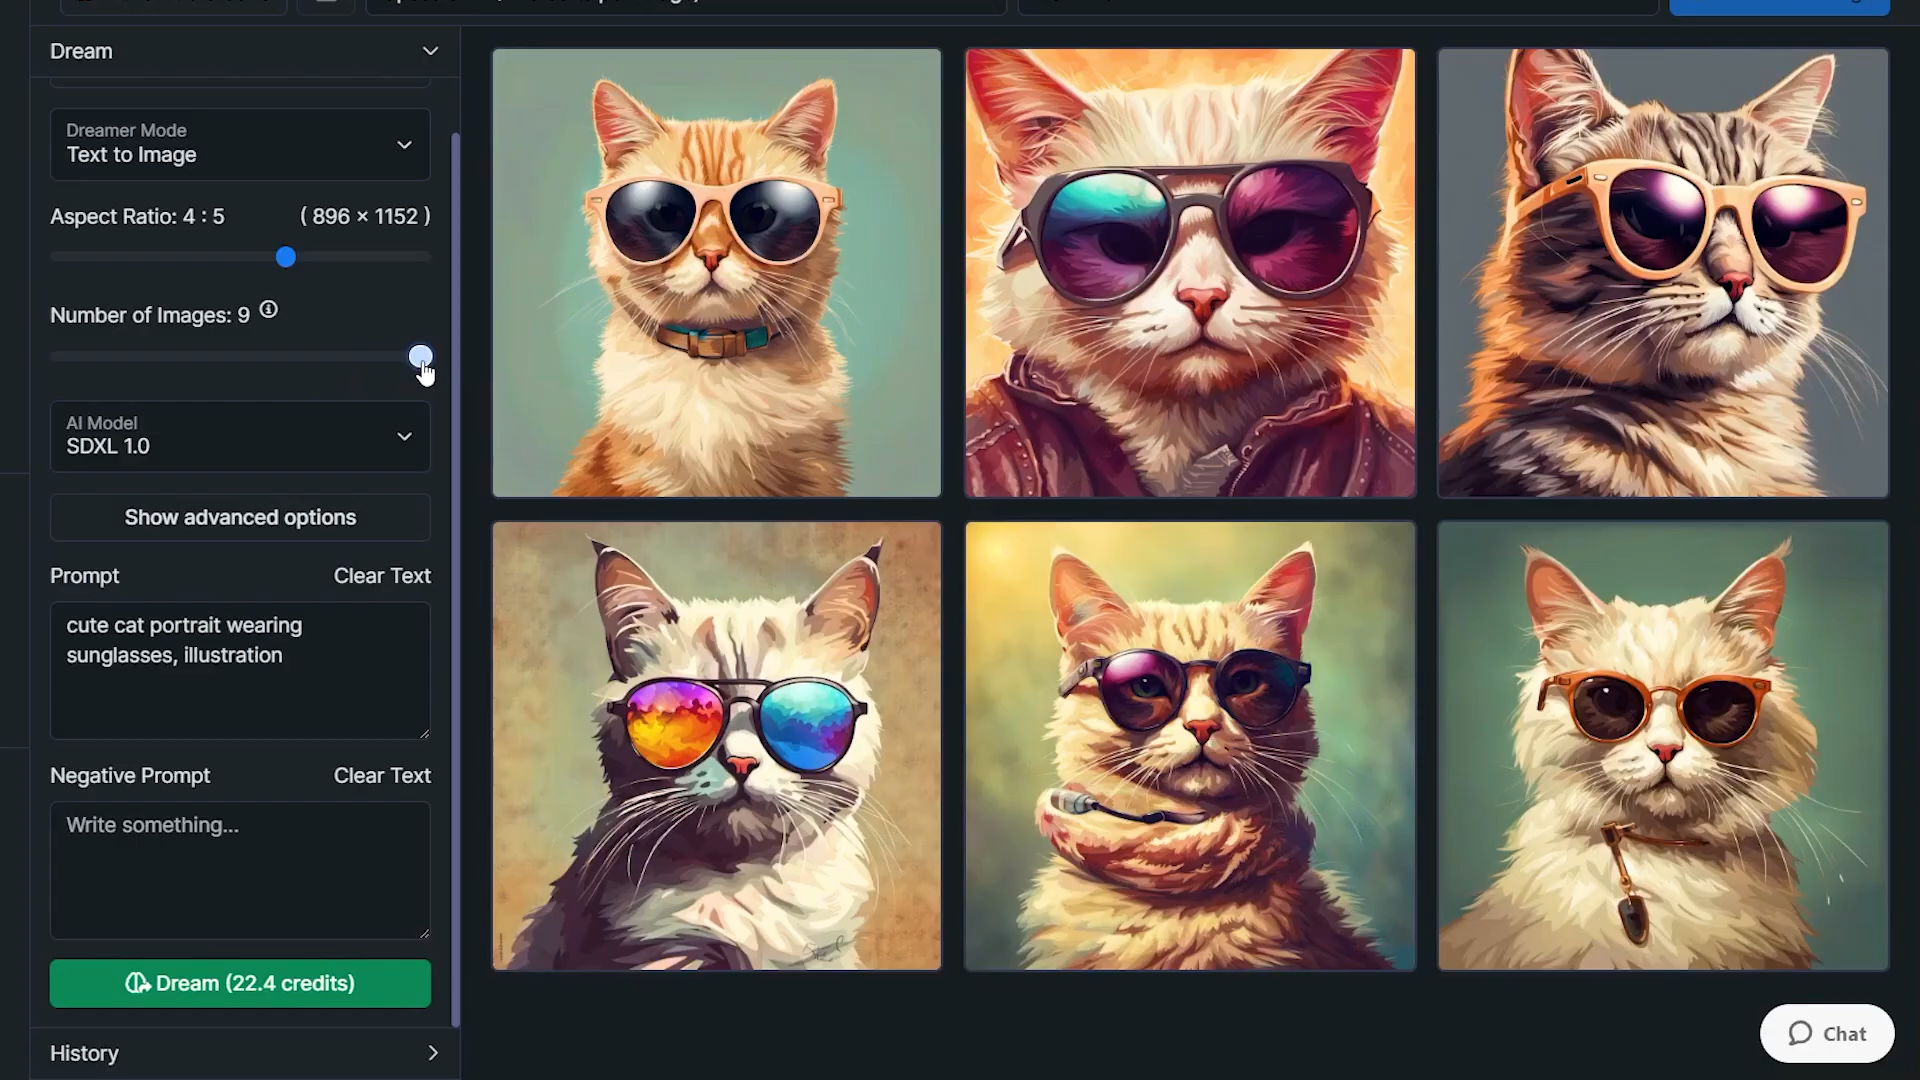 Dream
Dreamer Mode
Text to Image
Aspect Ratio: 4 : 5 ( 896 × 1152 )
Number of Images: 9
AI Model
SDXL 1.0
Show advanced options
Prompt Clear Text
cute cat portrait wearing
sunglasses, illustration
Negative Prompt Clear Text
Write something...
Dream (22.4 credits)
History
Chat